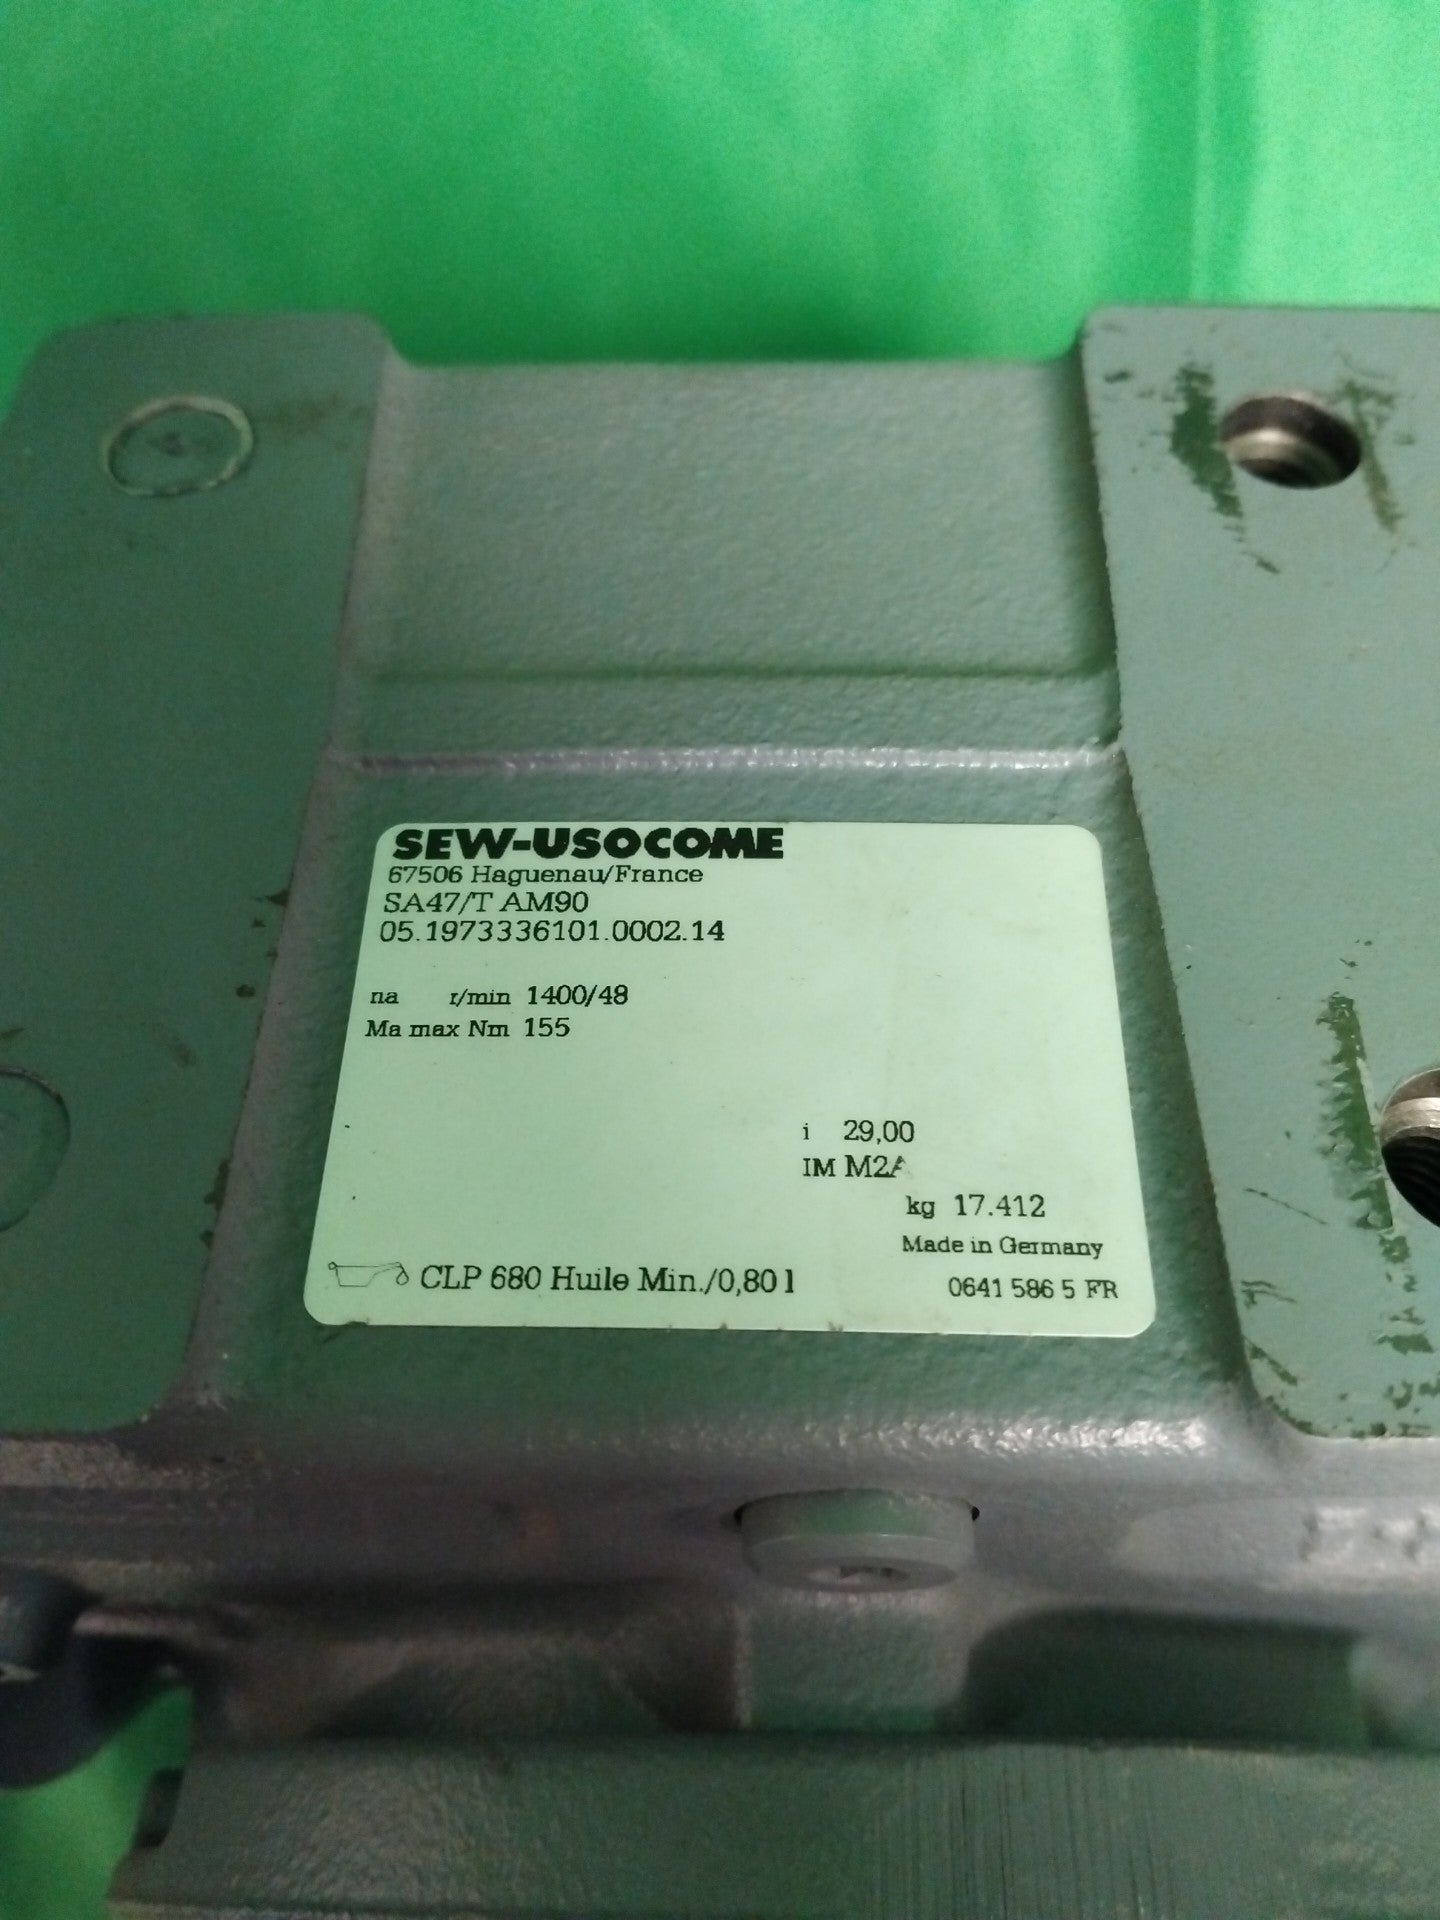 SEW-USOCOME
67506 Haguenau/France
SA47/T AM90
05.1973336101.0002.14
na r/min 1400/48
Ma max Nm 155
i 29,00
IM M2A
kg 17.412
Made in Germany
CLP 680 Huile Min./0,80 l
0641 586 5 FR